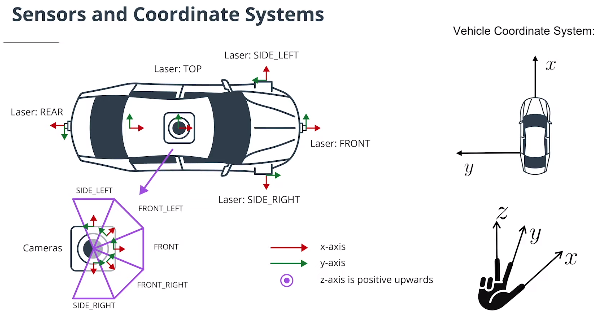 Sensors and Coordinate Systems
Vehicle Coordinate System:
Laser: SIDE_LEFT
Laser: TOP
Laser: REAR
Laser: FRONT
Laser: SIDE_RIGHT
x
y
SIDE_LEFT
FRONT_LEFT
Cameras
FRONT
FRONT_RIGHT
SIDE_RIGHT
x-axis
y-axis
z-axis is positive upwards
z
y
x